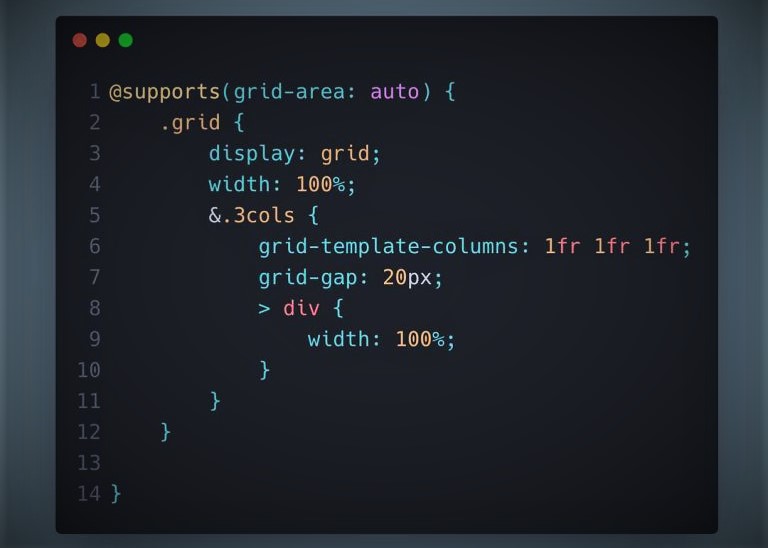 1 @supports(grid-area: auto) {
2     .grid {
3         display: grid;
4         width: 100%;
5         &.3cols {
6             grid-template-columns: 1fr 1fr 1fr;
7             grid-gap: 20px;
8             > div {
9                 width: 100%;
10             }
11         }
12     }
13
14 }